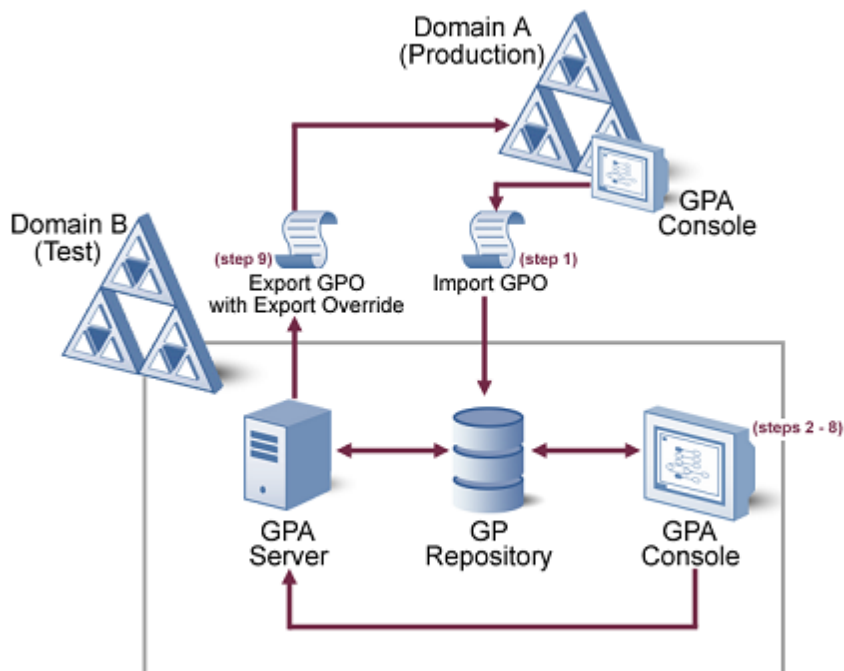 Domain A
(Production)
GPA
Console
Domain B
(Test)
(step 9)
Export GPO
with Export Override
(step 1)
Import GPO
(steps 2 - 8)
GPA
Server
GP
Repository
GPA
Console